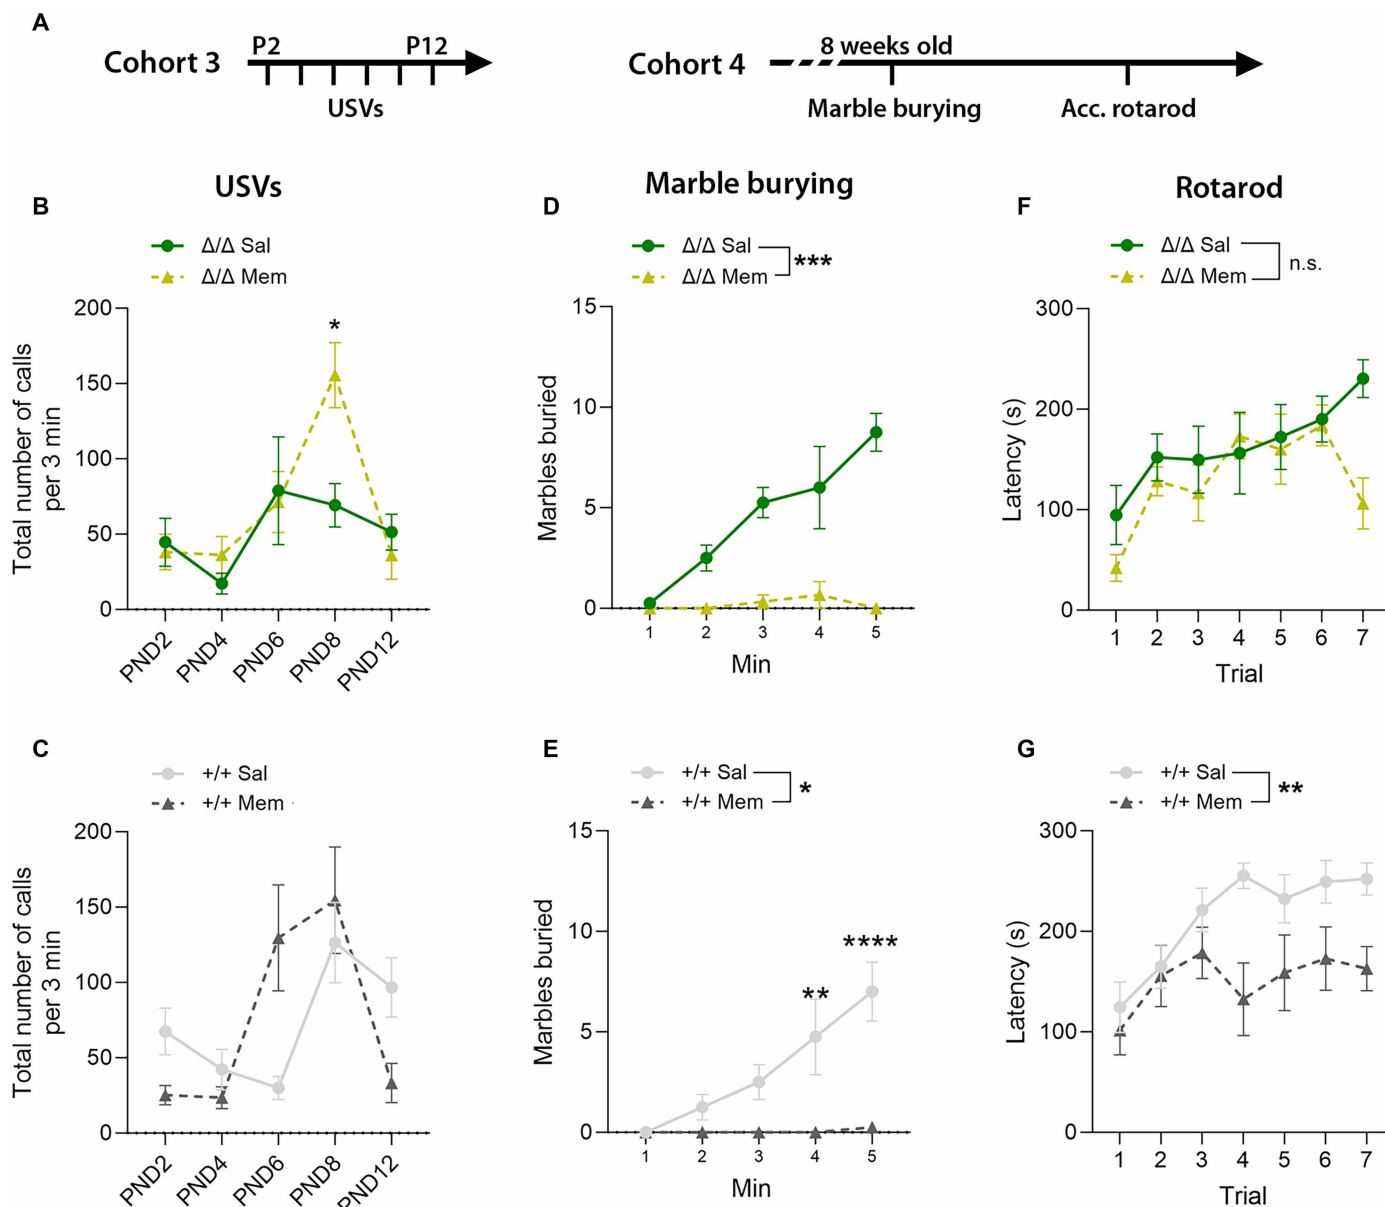 A
Cohort 3
P2
P12
USVs
Cohort 4
8 weeks old
Marble burying
Acc. rotarod
USVs
B
Δ/Δ Sal
Δ/Δ Mem
*
Total number of calls
per 3 min
200
150
100
50
0
PND2
PND4
PND6
PND8
PND12
Marble burying
D
Δ/Δ Sal
Δ/Δ Mem
***
Marbles buried
15
10
5
0
1 2 3 4 5
Min
Rotarod
F
Δ/Δ Sal
Δ/Δ Mem
n.s.
Latency (s)
300
200
100
0
1 2 3 4 5 6 7
Trial
C
+/+ Sal
+/+ Mem
Total number of calls
per 3 min
200
150
100
50
0
PND2
PND4
PND6
PND8
PND12
E
+/+ Sal
+/+ Mem
*
Marbles buried
15
10
5
0
**
****
1 2 3 4 5
Min
G
+/+ Sal
+/+ Mem
**
Latency (s)
300
200
100
0
1 2 3 4 5 6 7
Trial